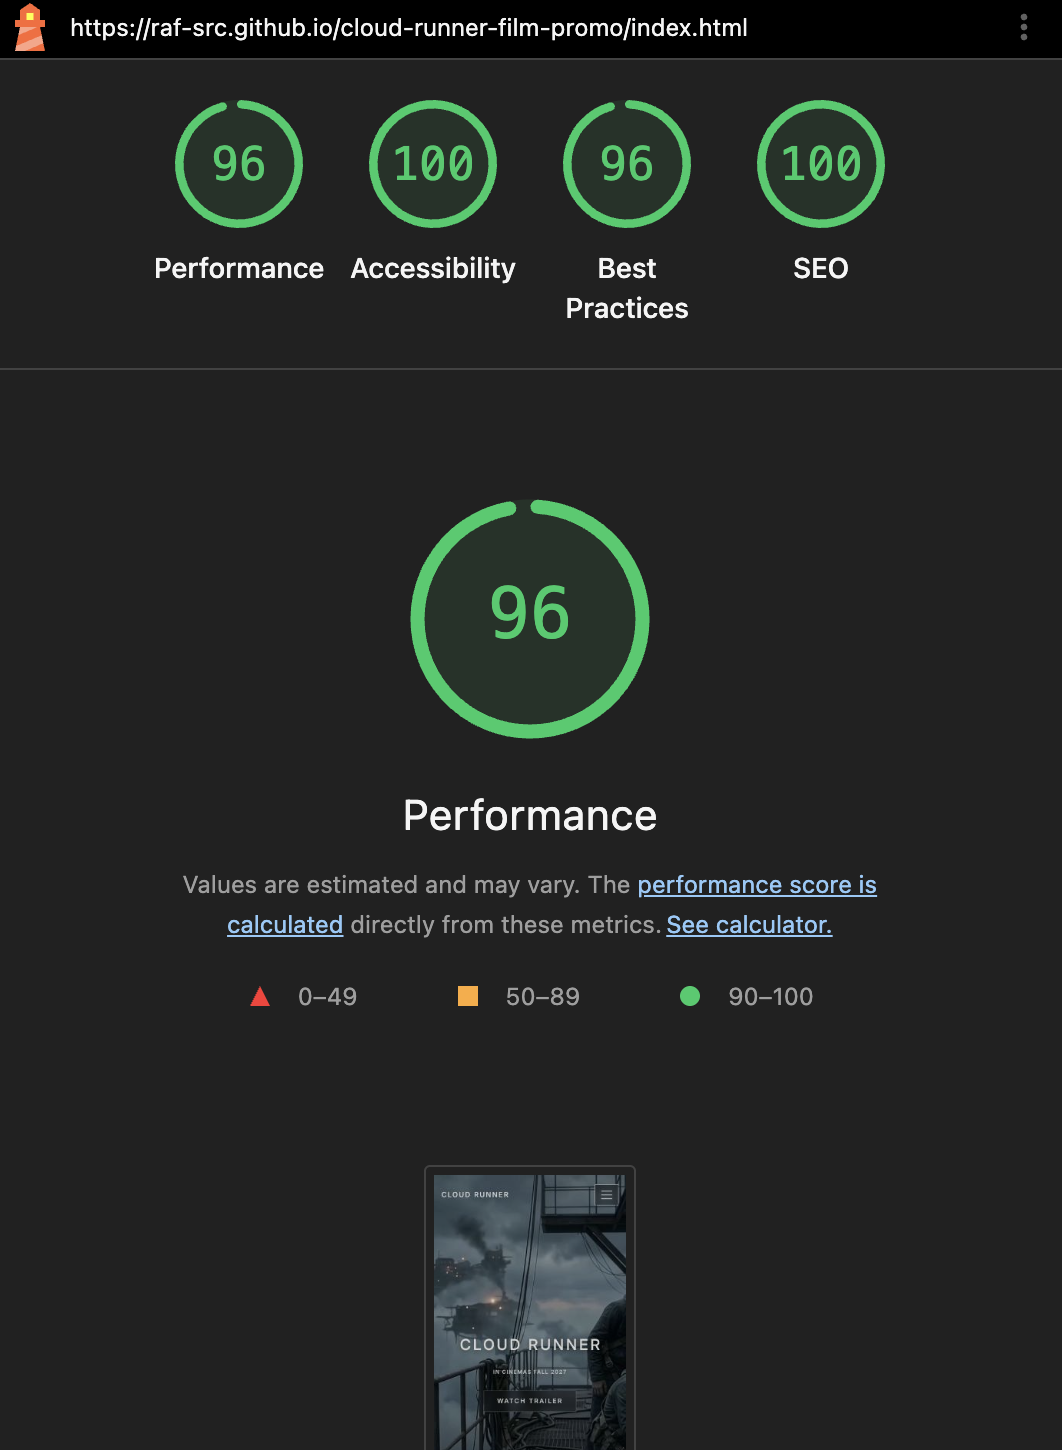 https://raf-src.github.io/cloud-runner-film-promo/index.html
96
100
96
100
Performance
Accessibility
Best
Practices
SEO
96
Performance
Values are estimated and may vary. The performance score is
calculated directly from these metrics. See calculator.
0–49
50–89
90–100
CLOUD RUNNER
CLOUD RUNNER
IN CINEMAS FALL 2027
WATCH TRAILER